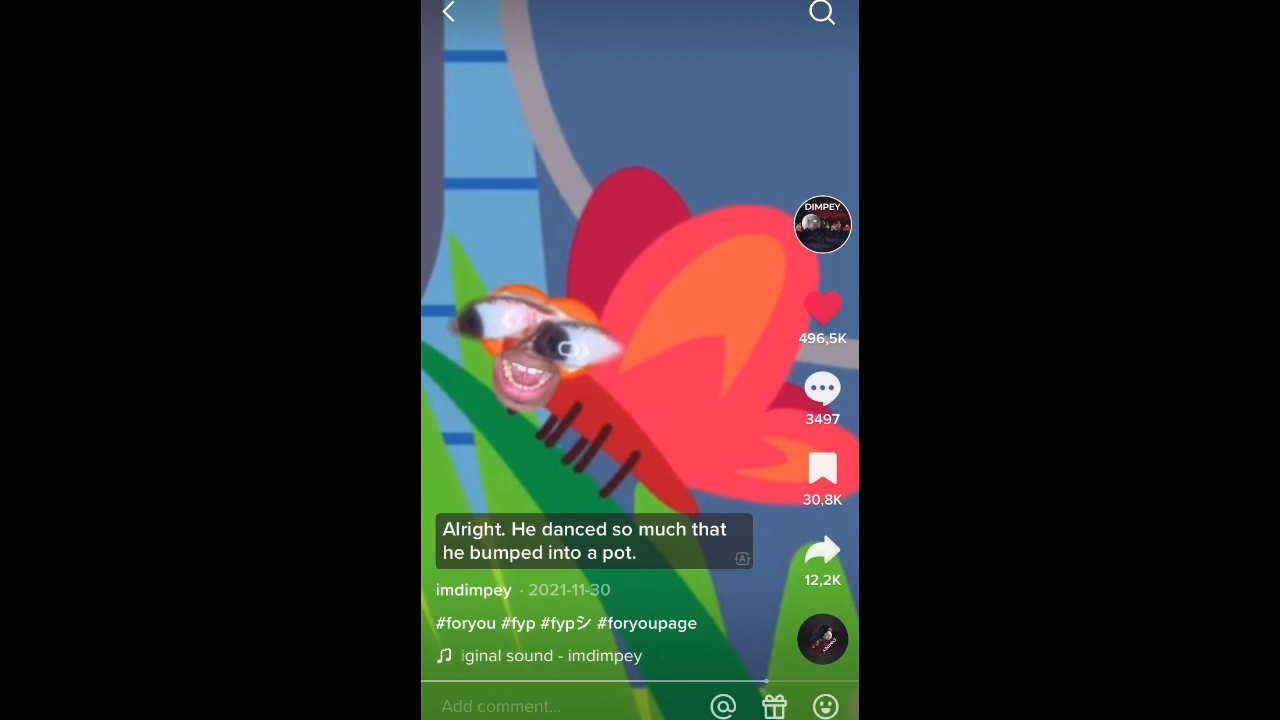 DIMPEY
496,5K
3497
30,8K
12,2K
Alright. He danced so much that
he bumped into a pot.
imdimpey · 2021-11-30
#foryou #fyp #fypシ #foryoupage
iginal sound - imdimpey
Add comment...